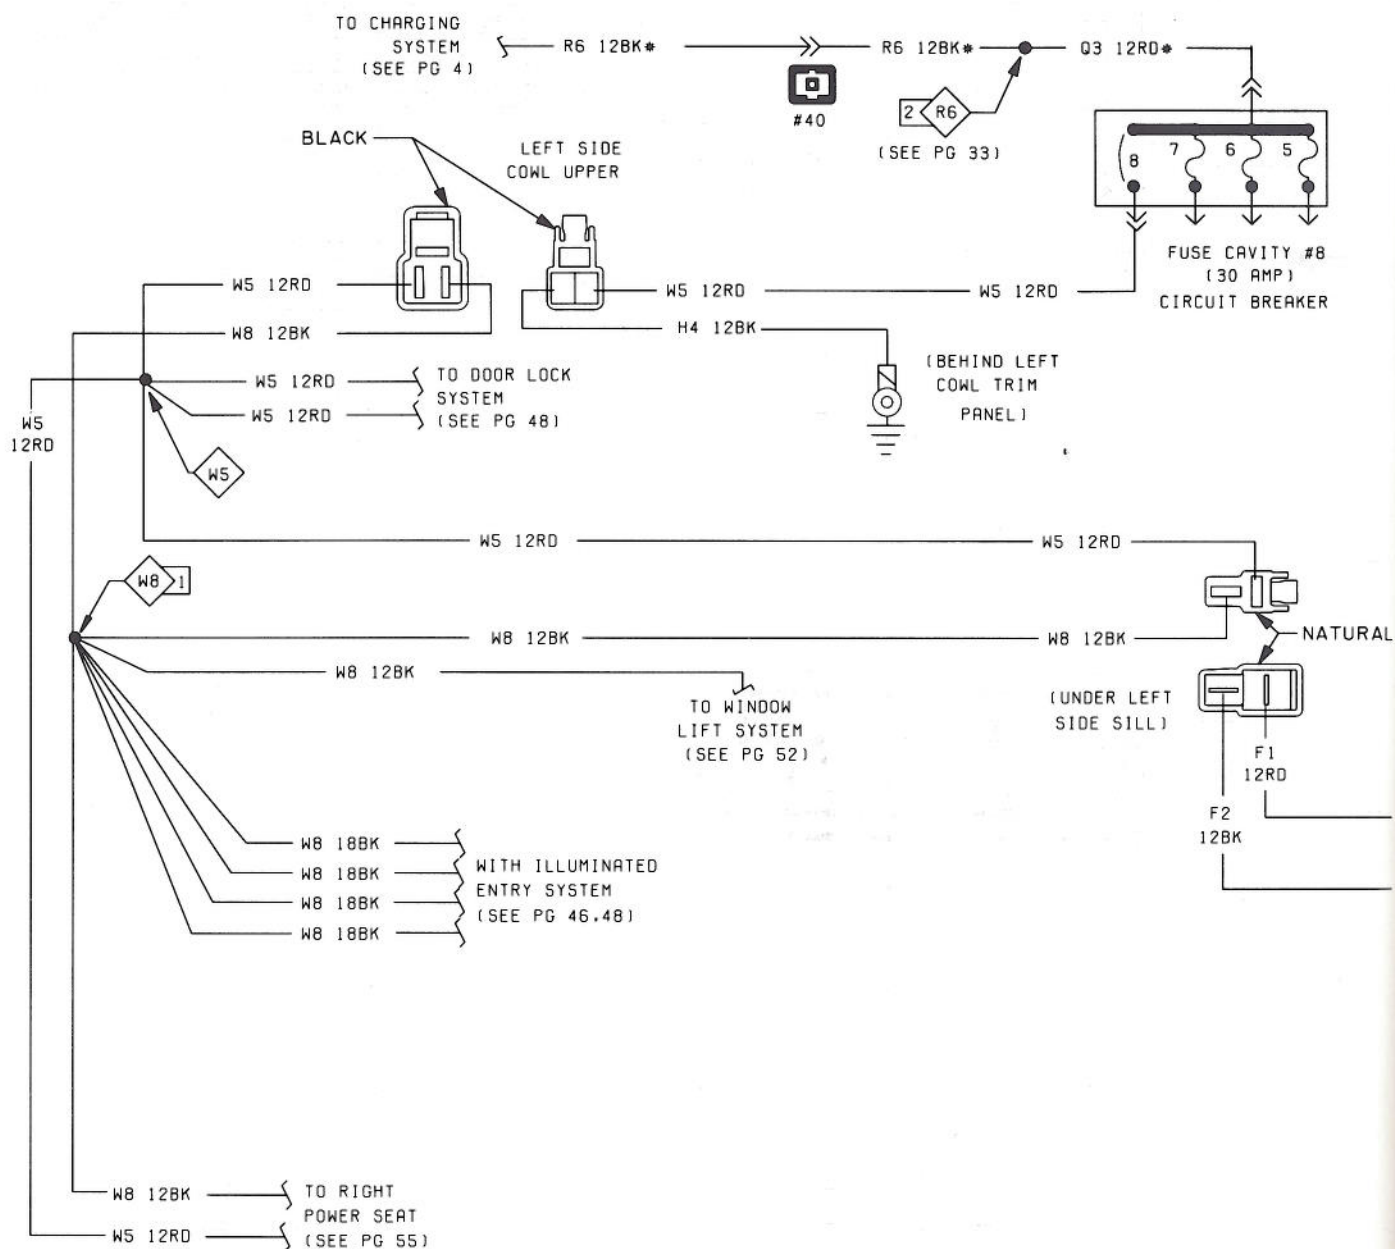 TO CHARGING
SYSTEM
(SEE PG 4)
R6 12BK*
R6 12BK*
Q3 12RD*
#40
2 R6
(SEE PG 33)
BLACK
LEFT SIDE
COWL UPPER
8 7 6 5
FUSE CAVITY #8
(30 AMP)
CIRCUIT BREAKER
W5 12RD
W5 12RD
W5 12RD
W8 12BK
H4 12BK
(BEHIND LEFT
COWL TRIM
PANEL)
W5 12RD
W5 12RD
TO DOOR LOCK
SYSTEM
(SEE PG 48)
W5
12RD
W5
W5 12RD
W5 12RD
W8 1
W8 12BK
W8 12BK
NATURAL
W8 12BK
TO WINDOW
LIFT SYSTEM
(SEE PG 52)
(UNDER LEFT
SIDE SILL)
F1
12RD
F2
12BK
W8 18BK
W8 18BK
W8 18BK
W8 18BK
WITH ILLUMINATED
ENTRY SYSTEM
(SEE PG 46,48)
W8 12BK
W5 12RD
TO RIGHT
POWER SEAT
(SEE PG 55)